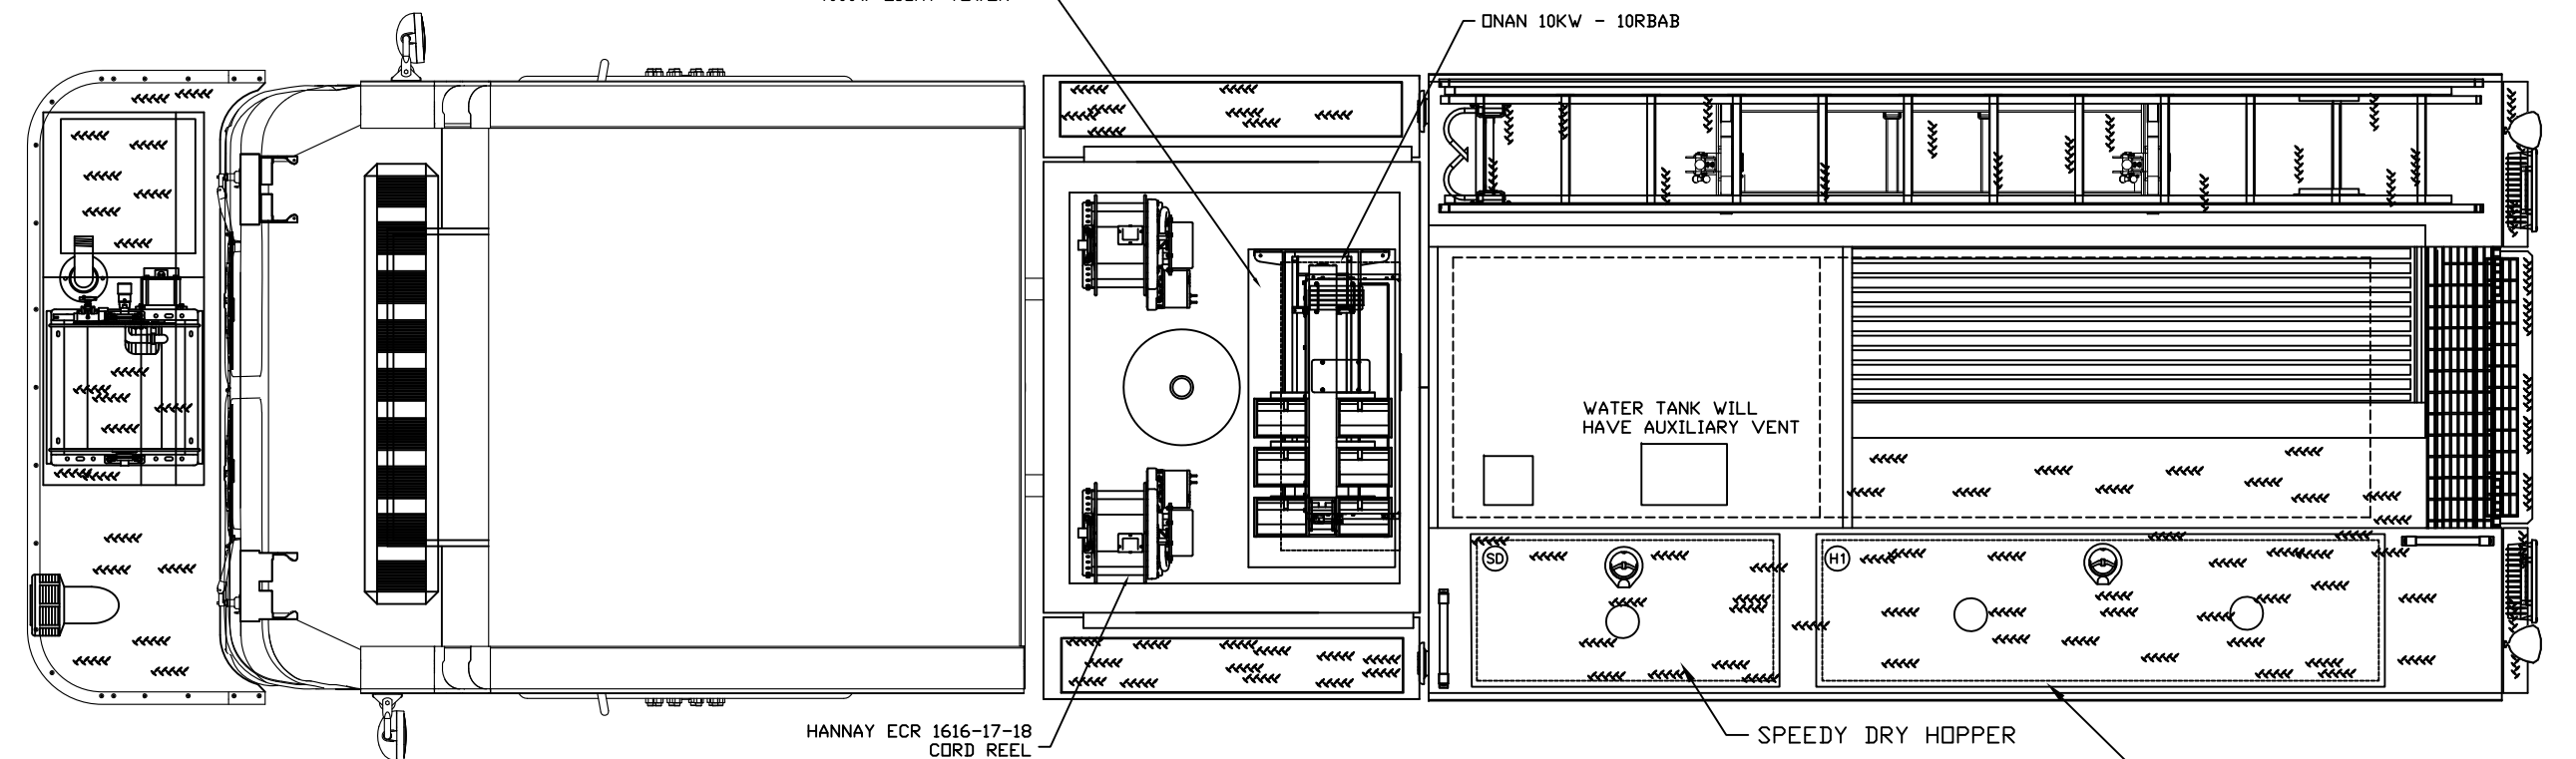 ONAN 10KW - 10RBAB
WATER TANK WILL
HAVE AUXILIARY VENT
SD
H1
HANNAY ECR 1616-17-18
CORD REEL
SPEEDY DRY HOPPER